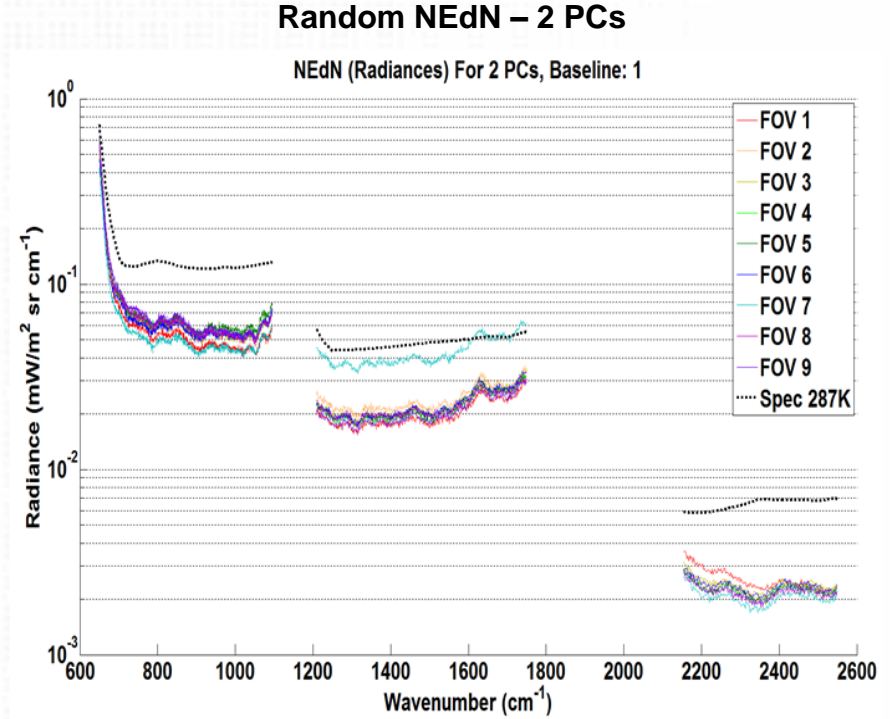 Random NEdN – 2 PCs
NEdN (Radiances) For 2 PCs, Baseline: 1
Radiance (mW/m² sr cm⁻¹)
10⁰
10⁻¹
10⁻²
10⁻³
FOV 1
FOV 2
FOV 3
FOV 4
FOV 5
FOV 6
FOV 7
FOV 8
FOV 9
Spec 287K
600 800 1000 1200 1400 1600 1800 2000 2200 2400 2600
Wavenumber (cm⁻¹)